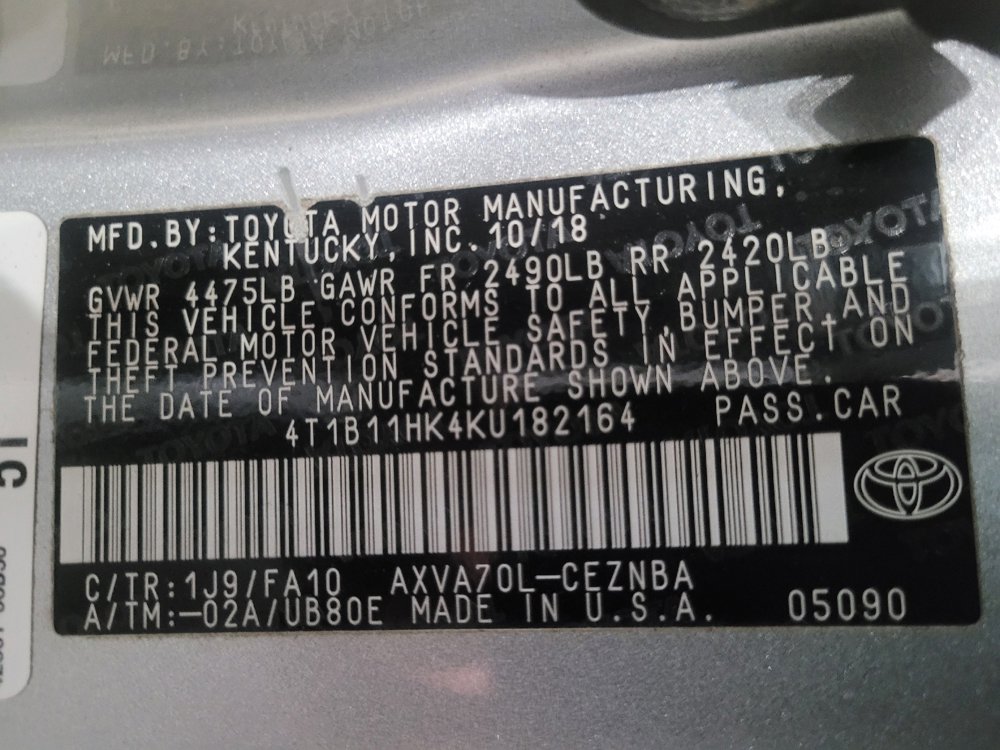 MFD.BY:TOYOTA MOTOR MANUFACTURING,
KENTUCKY, INC. 10/18
GVWR 4475LB GAWR FR 2490LB RR 2420LB
THIS VEHICLE CONFORMS TO ALL APPLICABLE
FEDERAL MOTOR VEHICLE SAFETY, BUMPER, AND
THEFT PREVENTION STANDARDS IN EFFECT ON
THE DATE OF MANUFACTURE SHOWN ABOVE.
4T1B11HK4KU182164 PASS.CAR
C/TR:1J9/FA10 AXVA70L-CEZNBA
A/TM:-02A/UB80E MADE IN U.S.A. 05090